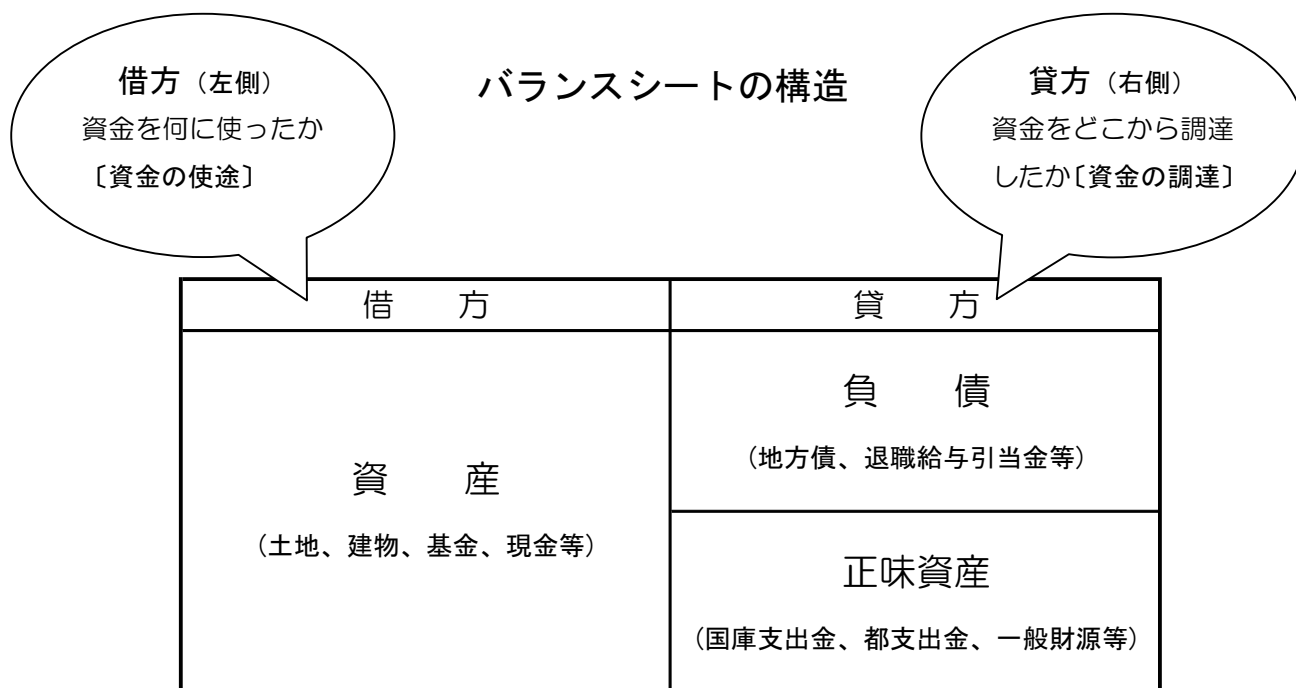 バランスシートの構造
借方（左側）
資金を何に使ったか
〔資金の使途〕
貸方（右側）
資金をどこから調達
したか〔資金の調達〕
借　方
貸　方
資　産
（土地、建物、基金、現金等）
負　債
（地方債、退職給与引当金等）
正味資産
（国庫支出金、都支出金、一般財源等）